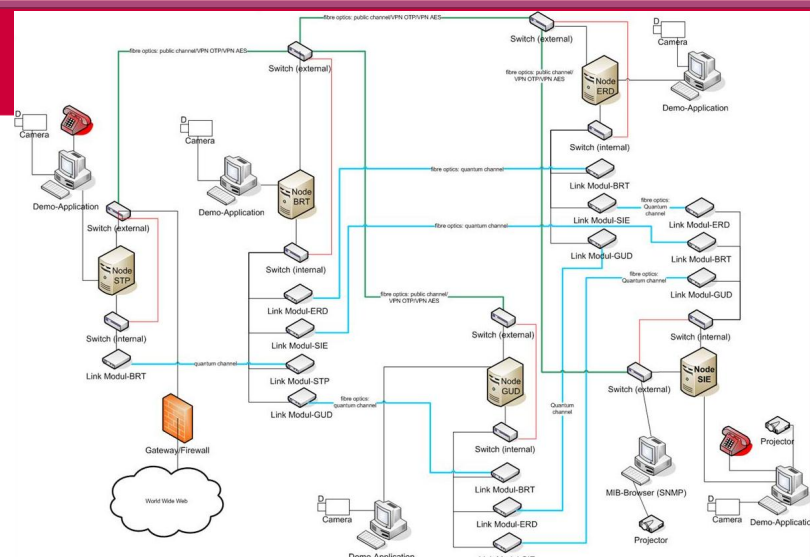 fibre optics: public channel/VPN OTP/VPN AES
Switch (external)
D
Camera
fibre optics: public channel/VPN OTP/VPN AES
Switch (external)
fibre optics: public channel/
VPN OTP/VPN AES
Node
ERD
Demo-Application
D
Camera
D
Camera
Switch (internal)
Demo-Application
Switch (external)
Node
BRT
Demo-Application
fibre optics: quantum channel
Link Modul-BRT
Node
STP
Link Modul-SIE
fibre optics:
Quantum
channel
Link Modul-ERD
fibre optics: quantum channel
Switch (internal)
Link Modul-GUD
Link Modul-BRT
fibre optics:
Quantum channel
Link Modul-GUD
Link Modul-ERD
fibre optics: public channel/
VPN OTP/VPN AES
Switch (internal)
Link Modul-SIE
Switch (external)
Switch (internal)
Link Modul-BRT
quantum channel
Link Modul-STP
Node
GUD
Switch (external)
Node
SIE
fibre optics:
quantum channel
Link Modul-GUD
Quantum
channel
Gateway/Firewall
Switch (internal)
Projector
World Wide Web
Link Modul-BRT
MIB-Browser (SNMP)
D
Camera
Link Modul-ERD
D
Camera
Demo-Applicatio
Projector
Demo-Application